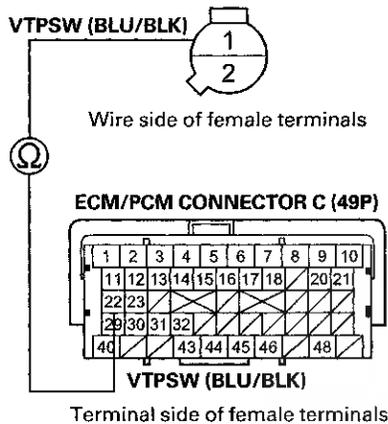 VTPSW (BLU/BLK)
1
2
Wire side of female terminals
Ω
ECM/PCM CONNECTOR C (49P)
1 2 3 4 5 6 7 8 9 10
11 12 13 14 15 16 17 18 20 21
22 23
29 30 31 32
40 43 44 45 46 48
VTPSW (BLU/BLK)
Terminal side of female terminals